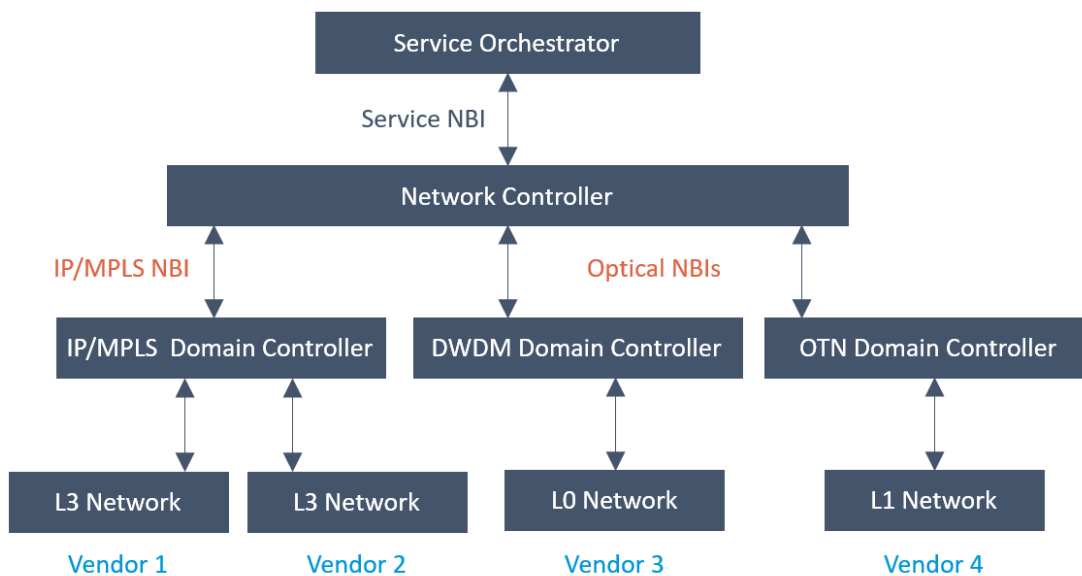 Service Orchestrator
Service NBI
Network Controller
IP/MPLS NBI
Optical NBIs
IP/MPLS  Domain Controller
DWDM Domain Controller
OTN Domain Controller
L3 Network
L3 Network
L0 Network
L1 Network
Vendor 1
Vendor 2
Vendor 3
Vendor 4